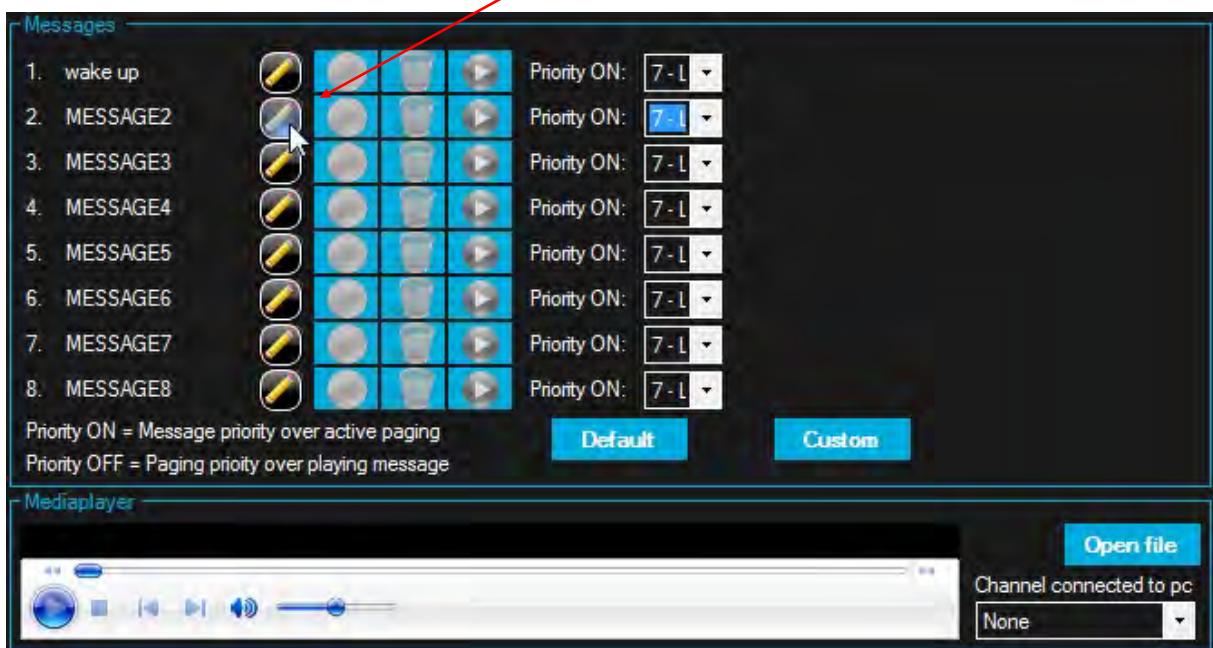 Messages
1. wake up Priority ON: 7 - L
2. MESSAGE2 Priority ON: 7 - L
3. MESSAGE3 Priority ON: 7 - L
4. MESSAGE4 Priority ON: 7 - L
5. MESSAGE5 Priority ON: 7 - L
6. MESSAGE6 Priority ON: 7 - L
7. MESSAGE7 Priority ON: 7 - L
8. MESSAGE8 Priority ON: 7 - L
Priority ON = Message priority over active paging
Priority OFF = Paging prioity over playing message
Default Custom
Mediaplayer
Open file
Channel connected to pc
None